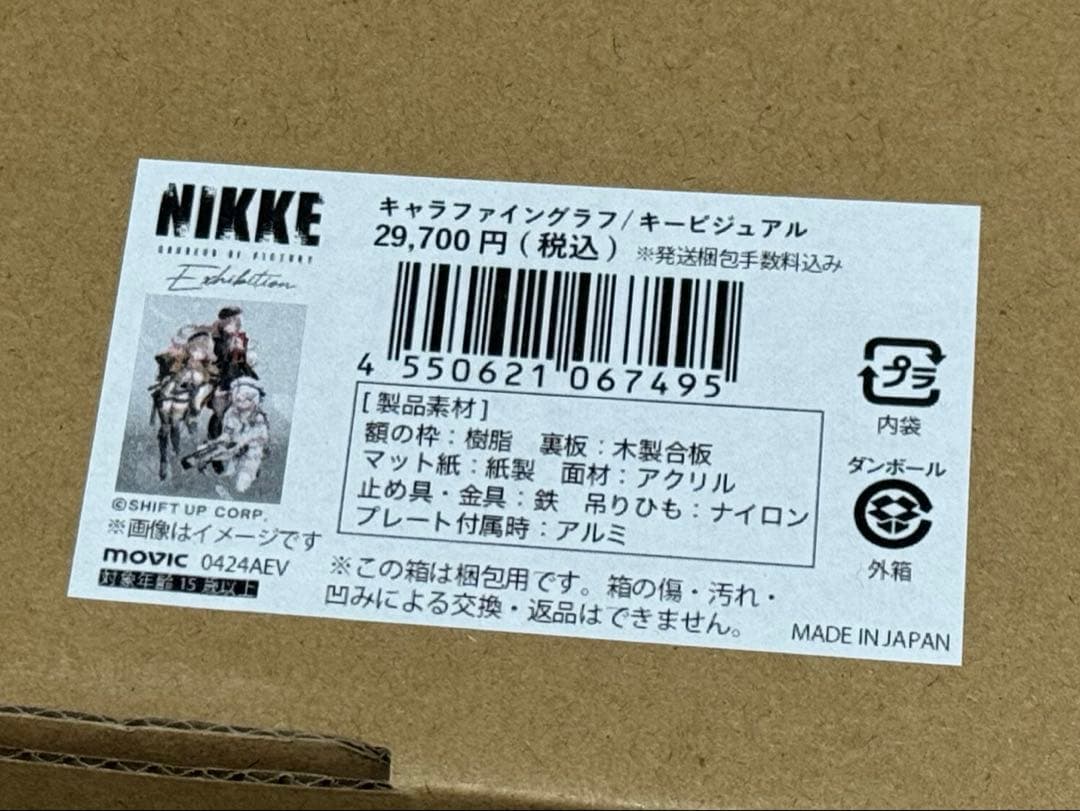 NIKKE
GODDESS OF VICTORY
Exhibition
©SHIFT UP CORP.
※画像はイメージです
movic 0424AEV
対象年齢15歳以上
キャラファイングラフ/キービジュアル
29,700円(税込) ※発送梱包手数料込み
4 550621 067495
[製品素材]
額の枠：樹脂 裏板：木製合板
マット紙：紙製 面材：アクリル
止め具・金具：鉄 吊りひも：ナイロン
プレート付属時：アルミ
※この箱は梱包用です。箱の傷・汚れ・
凹みによる交換・返品はできません。
プラ
内袋
ダンボール
外箱
MADE IN JAPAN